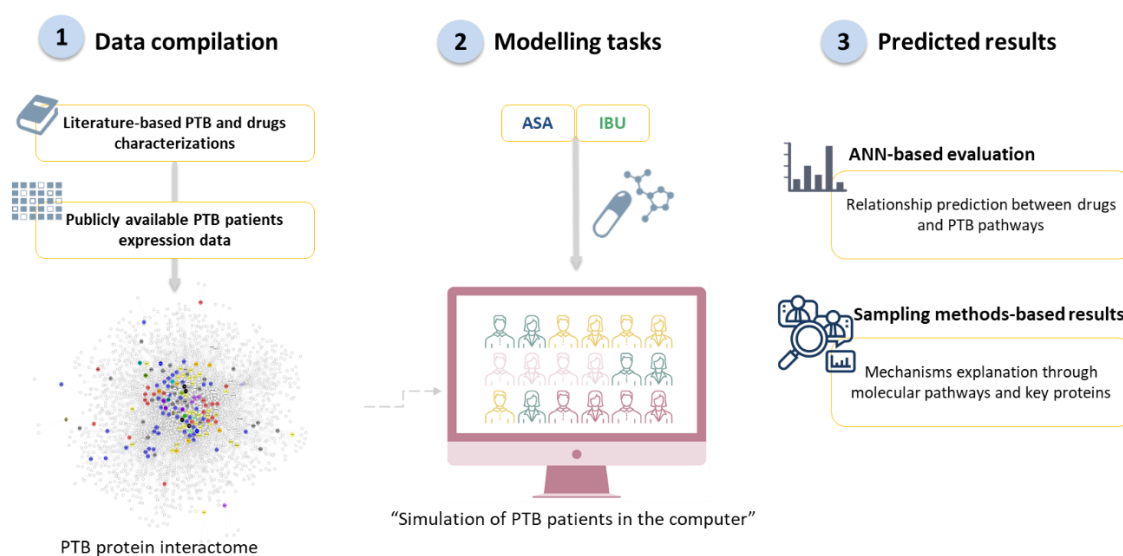 1 Data compilation
Literature-based PTB and drugs
characterizations
Publicly available PTB patients
expression data
PTB protein interactome
2 Modelling tasks
ASA IBU
“Simulation of PTB patients in the computer”
3 Predicted results
ANN-based evaluation
Relationship prediction between drugs
and PTB pathways
Sampling methods-based results
Mechanisms explanation through
molecular pathways and key proteins